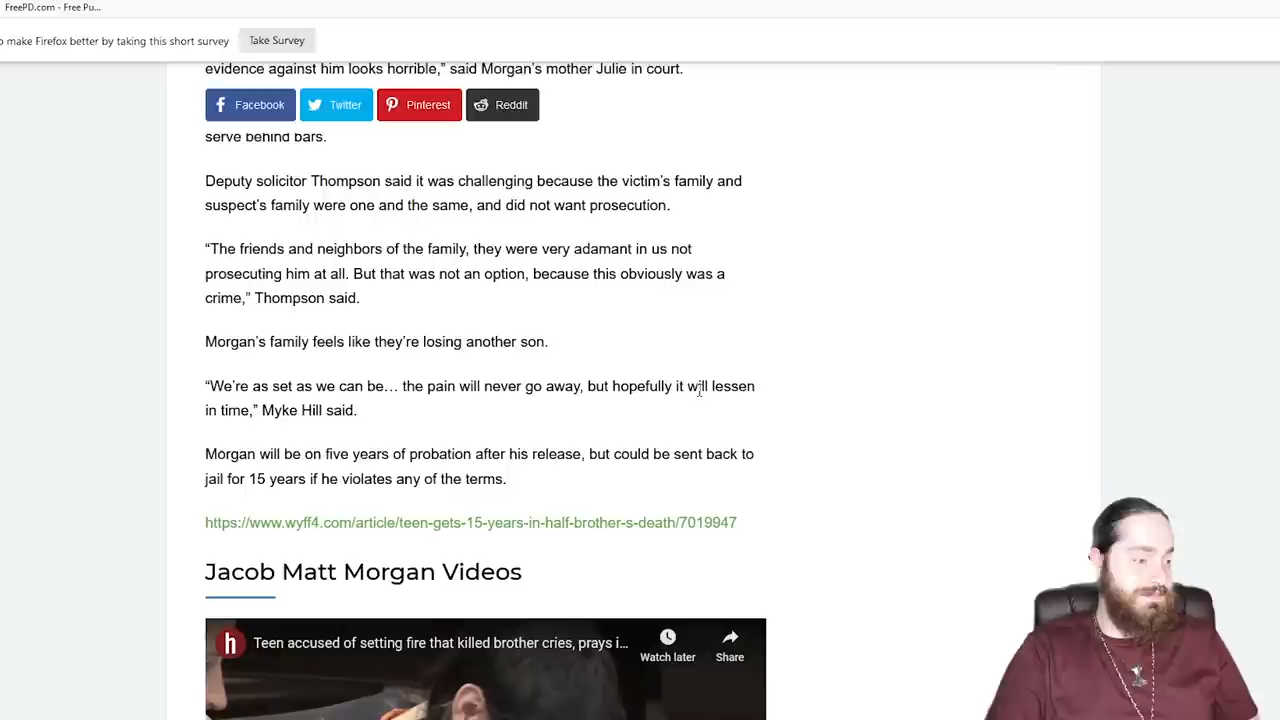 FreePD.com - Free Pu...
o make Firefox better by taking this short survey
Take Survey
evidence against him looks horrible,” said Morgan’s mother Julie in court.
Facebook
Twitter
Pinterest
Reddit
serve behind bars.
Deputy solicitor Thompson said it was challenging because the victim’s family and
suspect’s family were one and the same, and did not want prosecution.
“The friends and neighbors of the family, they were very adamant in us not
prosecuting him at all. But that was not an option, because this obviously was a
crime,” Thompson said.
Morgan’s family feels like they’re losing another son.
“We’re as set as we can be… the pain will never go away, but hopefully it will lessen
in time,” Myke Hill said.
Morgan will be on five years of probation after his release, but could be sent back to
jail for 15 years if he violates any of the terms.
https://www.wyff4.com/article/teen-gets-15-years-in-half-brother-s-death/7019947
Jacob Matt Morgan Videos
h
Teen accused of setting fire that killed brother cries, prays i...
Watch later
Share